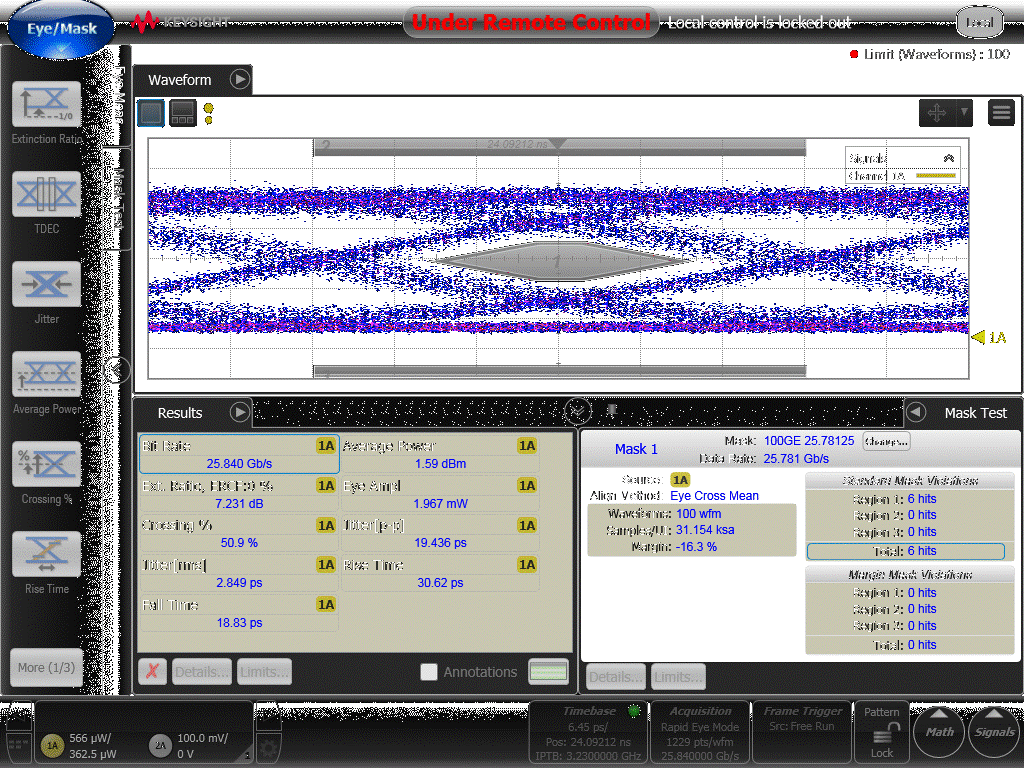 Eye/Mask
KEYSIGHT
Under Remote Control
Local control is locked out
Local
Limit (Waveforms) : 100
Waveform
Extinction Ratio
TDEC
Jitter
Average Power
Crossing %
Rise Time
More (1/3)
2
24.09212 ns
Signals
Channel 1A
1
1A
Results
Bit Rate 1A
25.840 Gb/s
Average Power 1A
1.59 dBm
Ext. Ratio, ERCF:0 % 1A
7.231 dB
Eye Ampl 1A
1.967 mW
Crossing % 1A
50.9 %
Jitter[p-p] 1A
19.436 ps
Jitter[rms] 1A
2.849 ps
Rise Time 1A
30.62 ps
Fall Time 1A
18.83 ps
Details...
Limits...
Annotations
Mask Test
Mask 1
Mask: 100GE 25.78125
Change...
Data Rate: 25.781 Gb/s
Source: 1A
Align Method: Eye Cross Mean
Waveforms: 100 wfm
Samples/UI: 31.154 ksa
Margin: -16.3 %
Standard Mask Violations
Region 1: 6 hits
Region 2: 0 hits
Region 3: 0 hits
Total: 6 hits
Margin Mask Violations
Region 1: 0 hits
Region 2: 0 hits
Region 3: 0 hits
Total: 0 hits
Details...
Limits...
1A
566 µW/
362.5 µW
2A
100.0 mV/
0 V
Timebase
6.45 ps/
Pos: 24.09212 ns
IPTB: 3.2300000 GHz
Acquisition
Rapid Eye Mode
1229 pts/wfm
25.840000 Gb/s
Frame Trigger
Src: Free Run
Pattern
Lock
Math
Signals